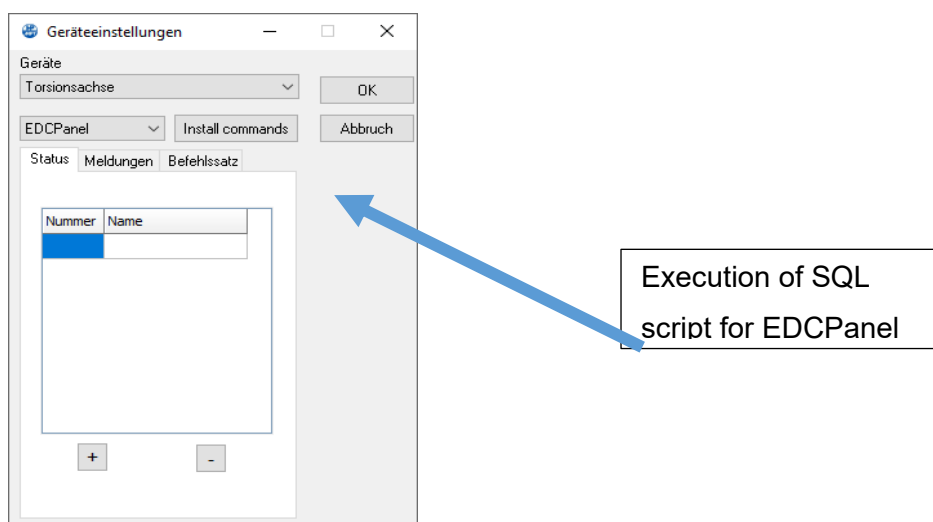 Geräteeinstellungen
Geräte
Torsionsachse
OK
EDCPanel
Install commands
Abbruch
Status Meldungen Befehlssatz
Nummer Name
+ -
Execution of SQL
script for EDCPanel